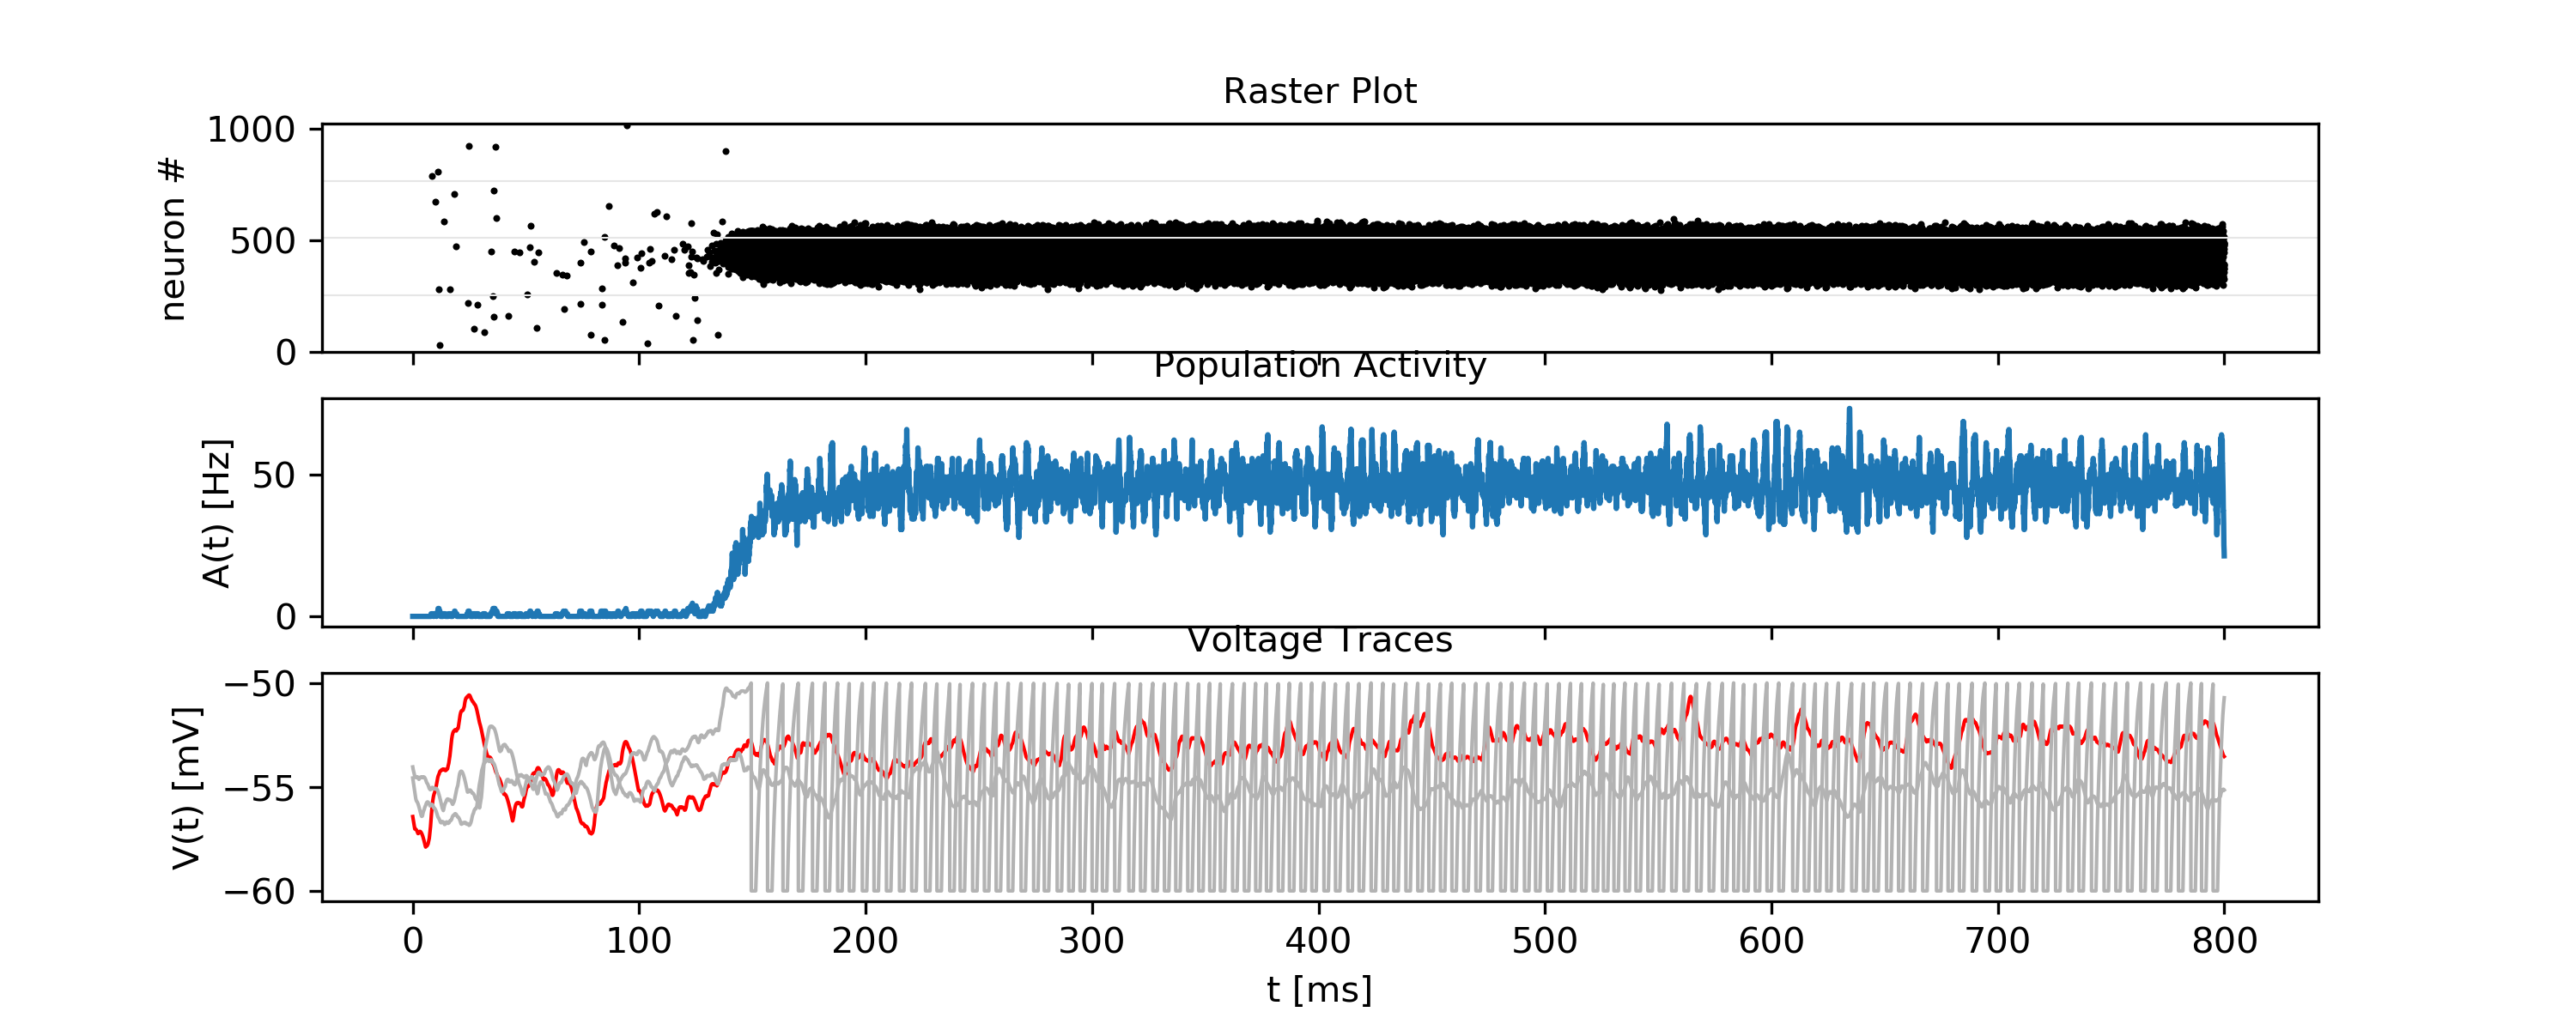 Raster Plot
1000
500
0
neuron #
Population Activity
50
0
A(t) [Hz]
Voltage Traces
−50
−55
−60
V(t) [mV]
0 100 200 300 400 500 600 700 800
t [ms]